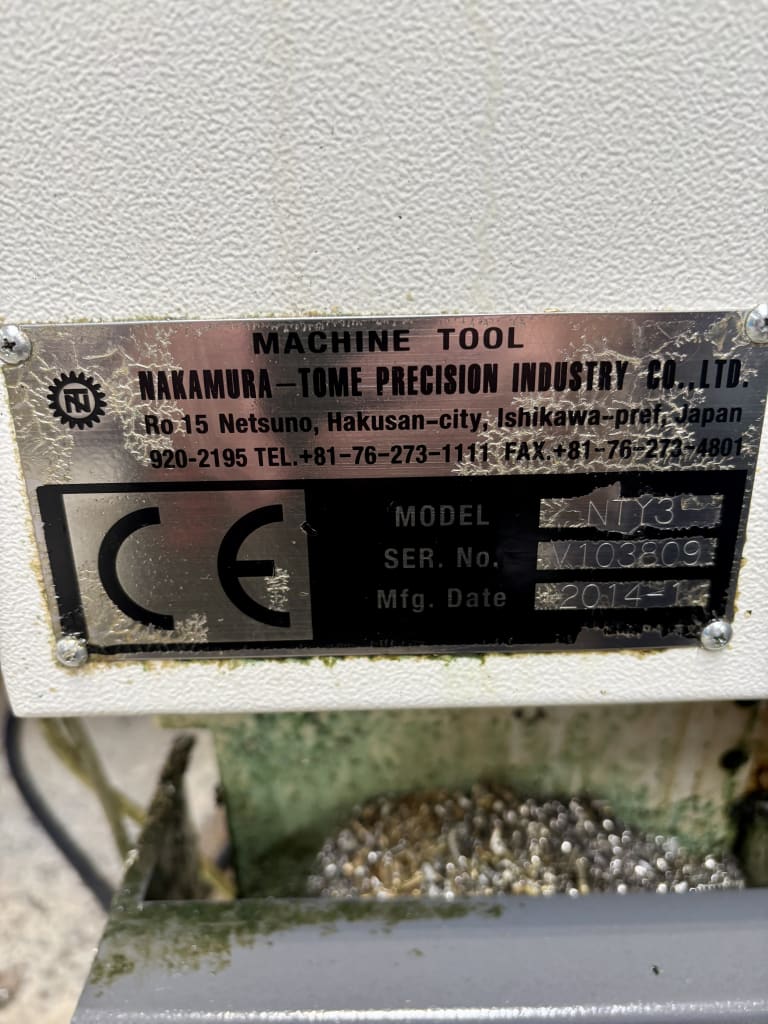 MACHINE TOOL
NAKAMURA-TOME PRECISION INDUSTRY CO.,LTD.
Ro 15 Netsuno, Hakusan-city, Ishikawa-pref, Japan
920-2195 TEL.+81-76-273-1111 FAX.+81-76-273-4801
CE
MODEL NTY3
SER. No. V103809
Mfg. Date 2014-1